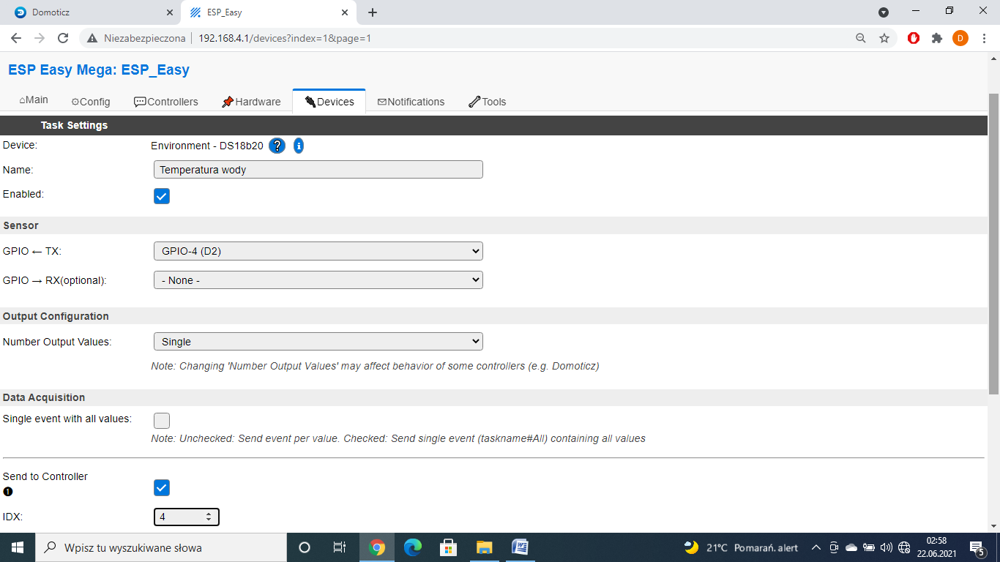 Domoticz
ESP_Easy
Niezabezpieczona 192.168.4.1/devices?index=1&page=1
D
ESP Easy Mega: ESP_Easy
Main Config Controllers Hardware Devices Notifications Tools
Task Settings
Device: Environment - DS18b20 ? i
Name: Temperatura wody
Enabled:
Sensor
GPIO ← TX: GPIO-4 (D2)
GPIO → RX(optional): - None -
Output Configuration
Number Output Values: Single
Note: Changing 'Number Output Values' may affect behavior of some controllers (e.g. Domoticz)
Data Acquisition
Single event with all values:
Note: Unchecked: Send event per value. Checked: Send single event (taskname#All) containing all values
Send to Controller
❶
IDX: 4
Wpisz tu wyszukiwane słowa
21°C Pomarań. alert
02:58
22.06.2021
5